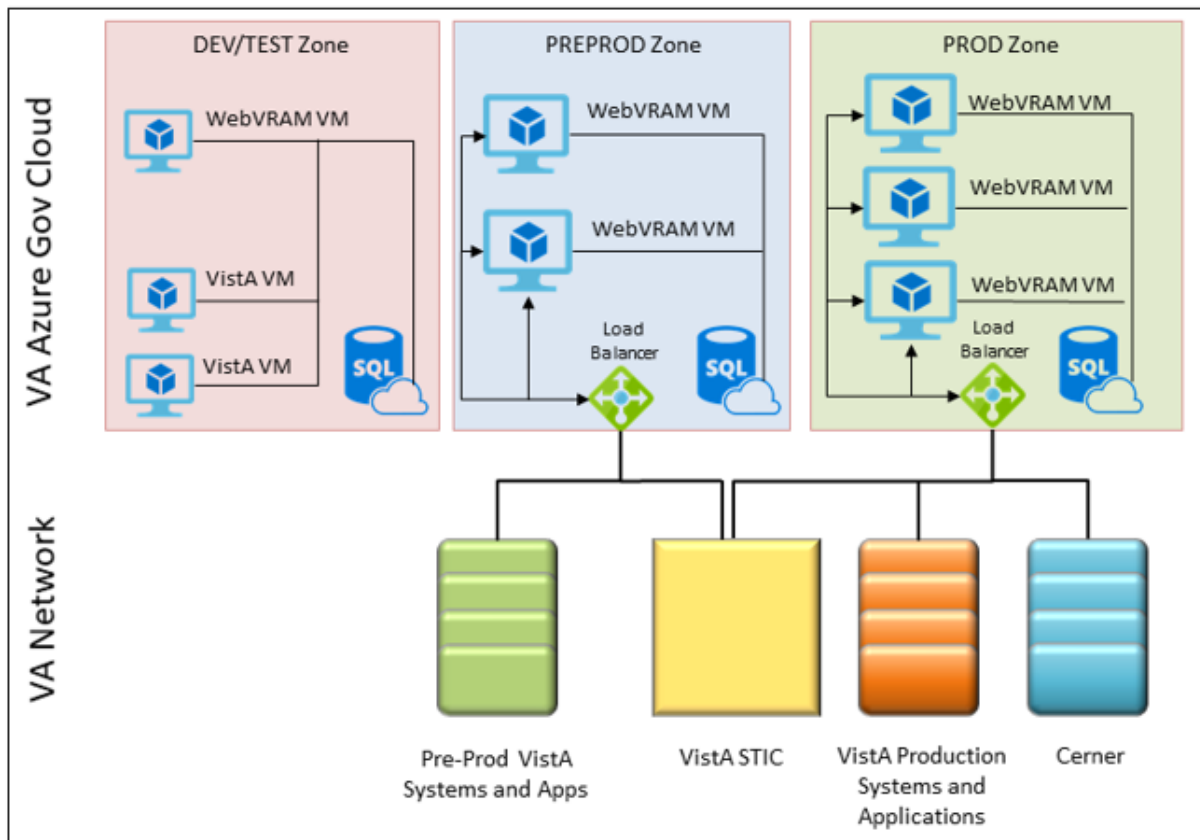 VA Azure Gov Cloud
DEV/TEST Zone
WebVRAM VM
VistA VM
VistA VM
SQL
PREPROD Zone
WebVRAM VM
WebVRAM VM
Load
Balancer
SQL
PROD Zone
WebVRAM VM
WebVRAM VM
WebVRAM VM
Load
Balancer
SQL
VA Network
Pre-Prod VistA
Systems and Apps
VistA STIC
VistA Production
Systems and
Applications
Cerner